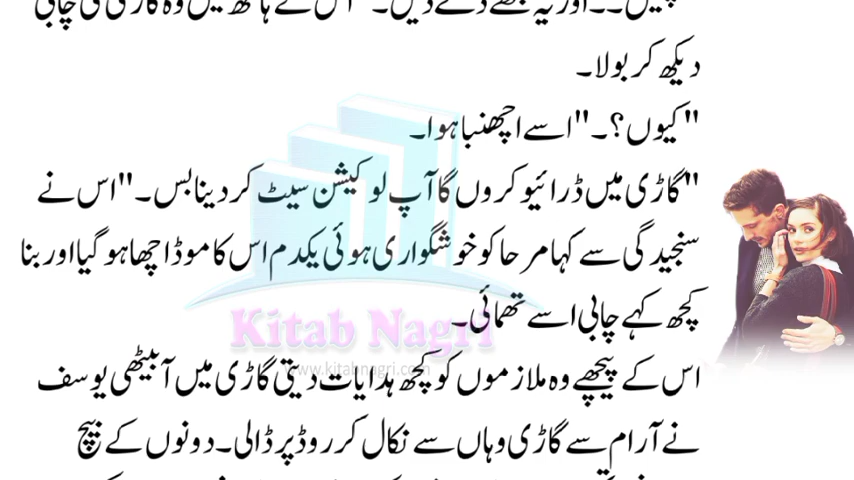 دیکھ کر بولا۔
"کیوں؟۔" اسے اچھنبا ہوا۔
"گاڑی میں ڈرائیو کروں گا آپ لوکیشن سیٹ کر دینا بس۔" اس نے
سنجیدگی سے کہا مرحا کو خوشگواری ہوئی یکدم اس کا موڈ اچھا ہو گیا اور بنا
کچھ کہے چابی اسے تھمائی۔
Kitab Nagri
www.kitabnagri.com
اس کے پیچھے وہ ملازموں کو کچھ ہدایات دیتی گاڑی میں آ بیٹھی یوسف
نے آرام سے گاڑی وہاں سے نکال کر روڈ پر ڈالی۔ دونوں کے بیچ